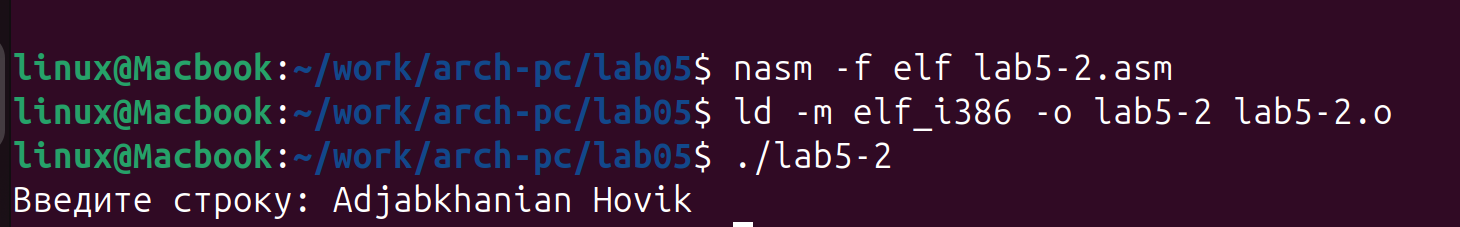 linux@Macbook:~/work/arch-pc/lab05$ nasm -f elf lab5-2.asm
linux@Macbook:~/work/arch-pc/lab05$ ld -m elf_i386 -o lab5-2 lab5-2.o
linux@Macbook:~/work/arch-pc/lab05$ ./lab5-2
Введите строку: Adjabkhanian Hovik